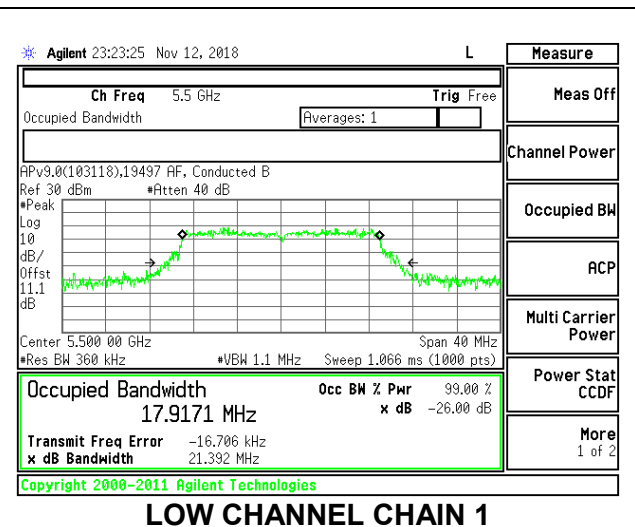 Agilent 23:23:25 Nov 12, 2018 L
Measure
Ch Freq 5.5 GHz Trig Free
Occupied Bandwidth Averages: 1
Meas Off
Channel Power
APv9.0(103118),19497 AF, Conducted B
Ref 30 dBm #Atten 40 dB
#Peak
Log
10
dB/
Offst
11.1
dB
Occupied BW
ACP
Multi Carrier
Power
Center 5.500 00 GHz Span 40 MHz
#Res BW 360 kHz #VBW 1.1 MHz Sweep 1.066 ms (1000 pts)
Occupied Bandwidth Occ BW % Pwr 99.00 %
17.9171 MHz x dB -26.00 dB
Transmit Freq Error -16.706 kHz
x dB Bandwidth 21.392 MHz
Power Stat
CCDF
More
1 of 2
Copyright 2000-2011 Agilent Technologies
LOW CHANNEL CHAIN 1